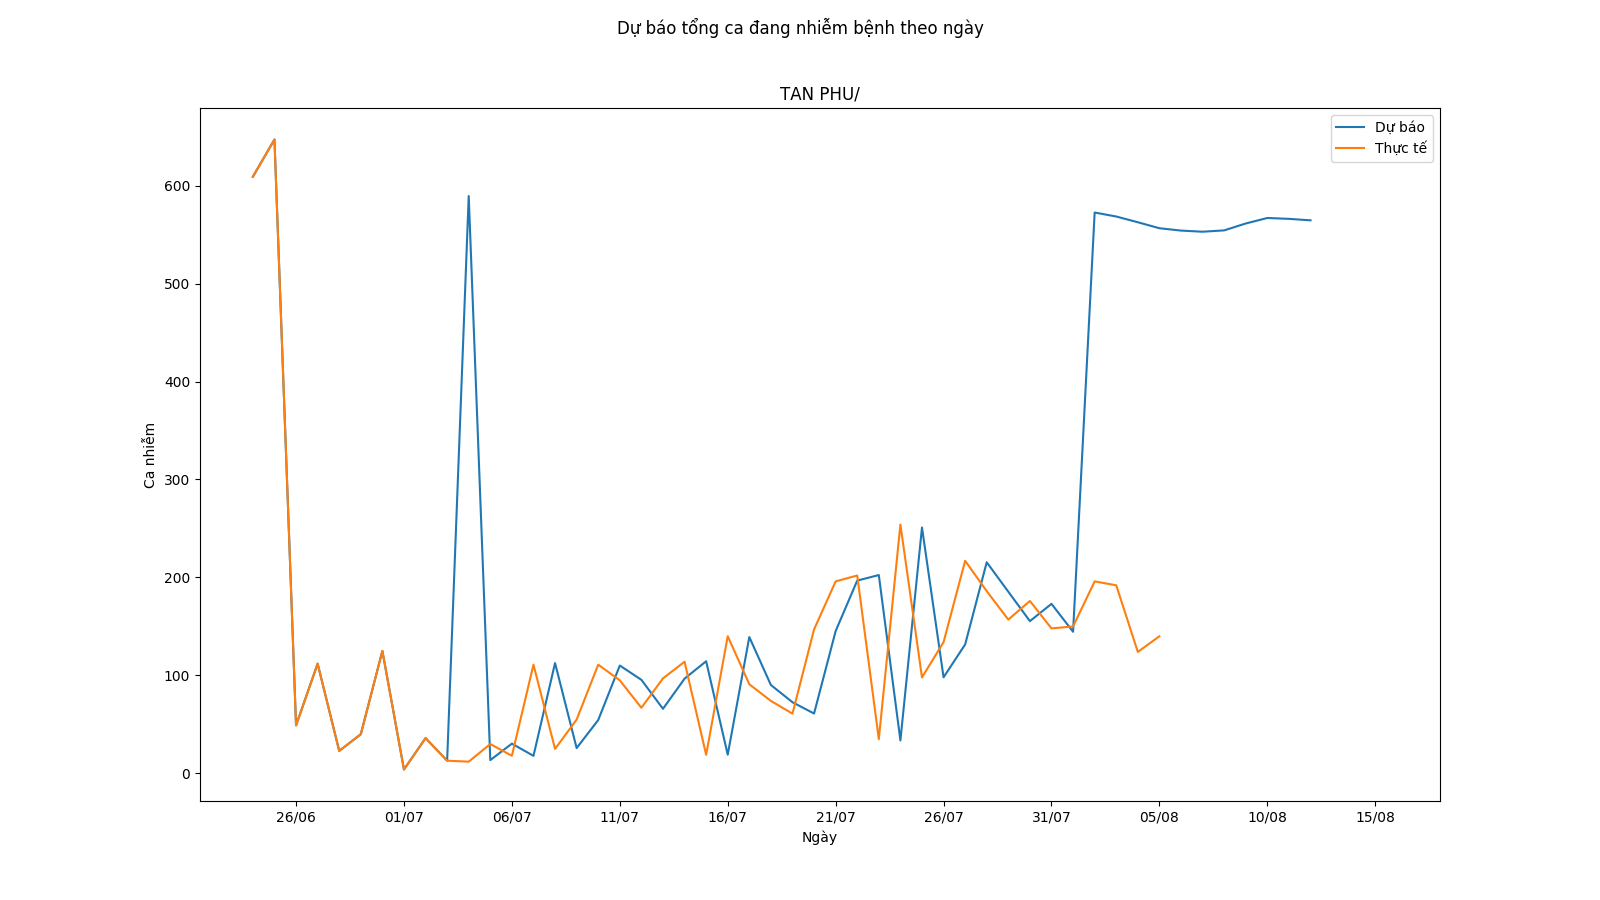 Dự báo tổng ca đang nhiễm bệnh theo ngày
TAN PHU/
Dự báo
Thực tế
600
500
400
300
200
100
0
Ca nhiễm
26/06 01/07 06/07 11/07 16/07 21/07 26/07 31/07 05/08 10/08 15/08
Ngày